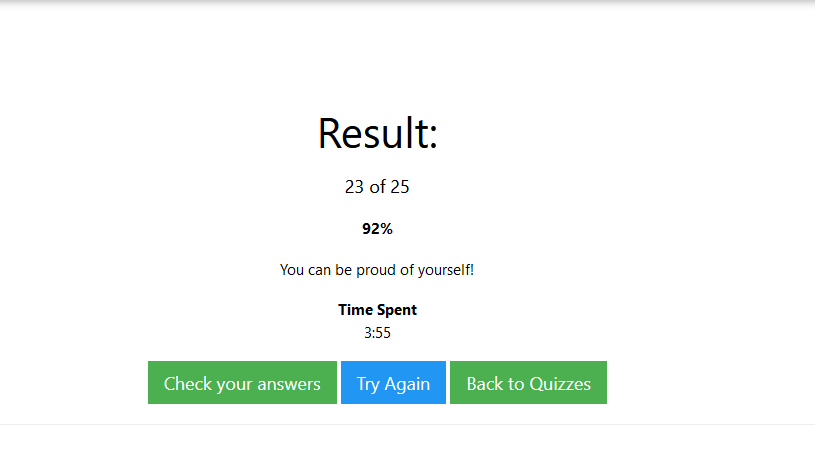 Result:
23 of 25
92%
You can be proud of yourself!
Time Spent
3:55
Check your answers Try Again Back to Quizzes